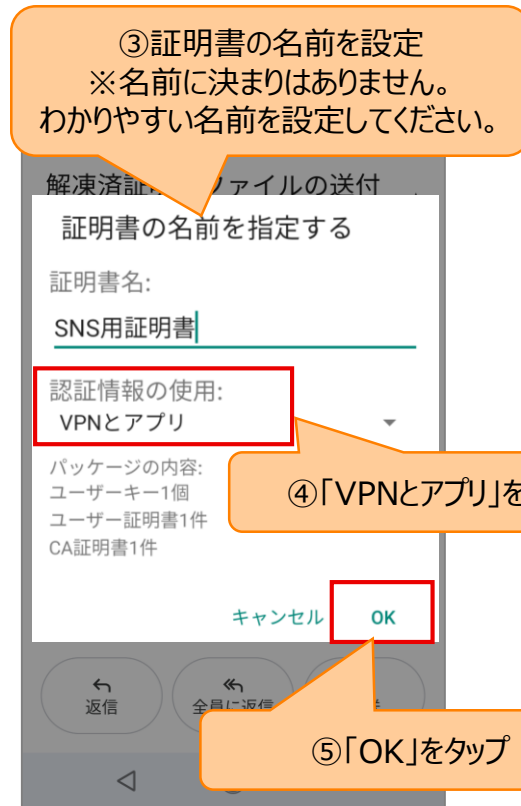 ③証明書の名前を設定
※名前に決まりはありません。
わかりやすい名前を設定してください。
解凍済証 ファイルの送付
証明書の名前を指定する
証明書名:
SNS用証明書
認証情報の使用:
VPNとアプリ
④「VPNとアプリ」を
パッケージの内容:
ユーザーキー1個
ユーザー証明書1件
CA証明書1件
キャンセル OK
返信 全員に返信
⑤「OK」をタップ